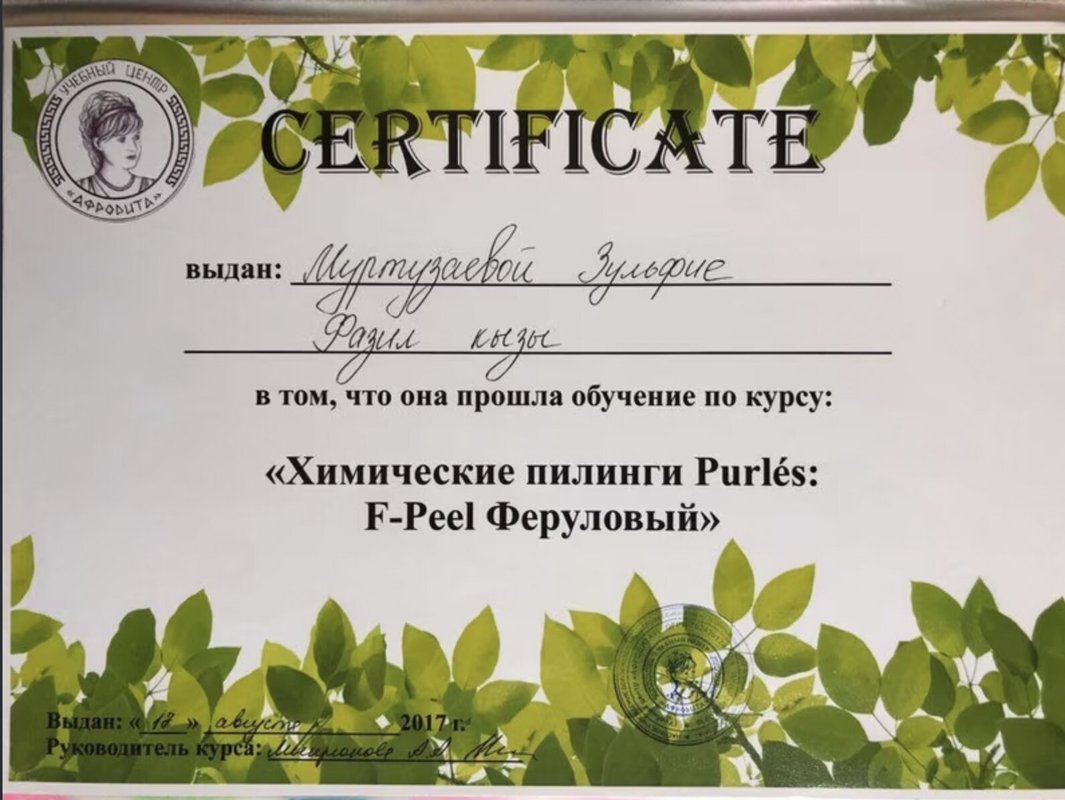 УЧЕБНЫЙ ЦЕНТР
«АФРОДИТА»
CERTIFICATE
выдан: Муртузаевой Зульфие
Фазил кызы
в том, что она прошла обучение по курсу:
«Химические пилинги Purlés:
F-Peel Феруловый»
Выдан: « » августа 2017 г.
Руководитель курса: